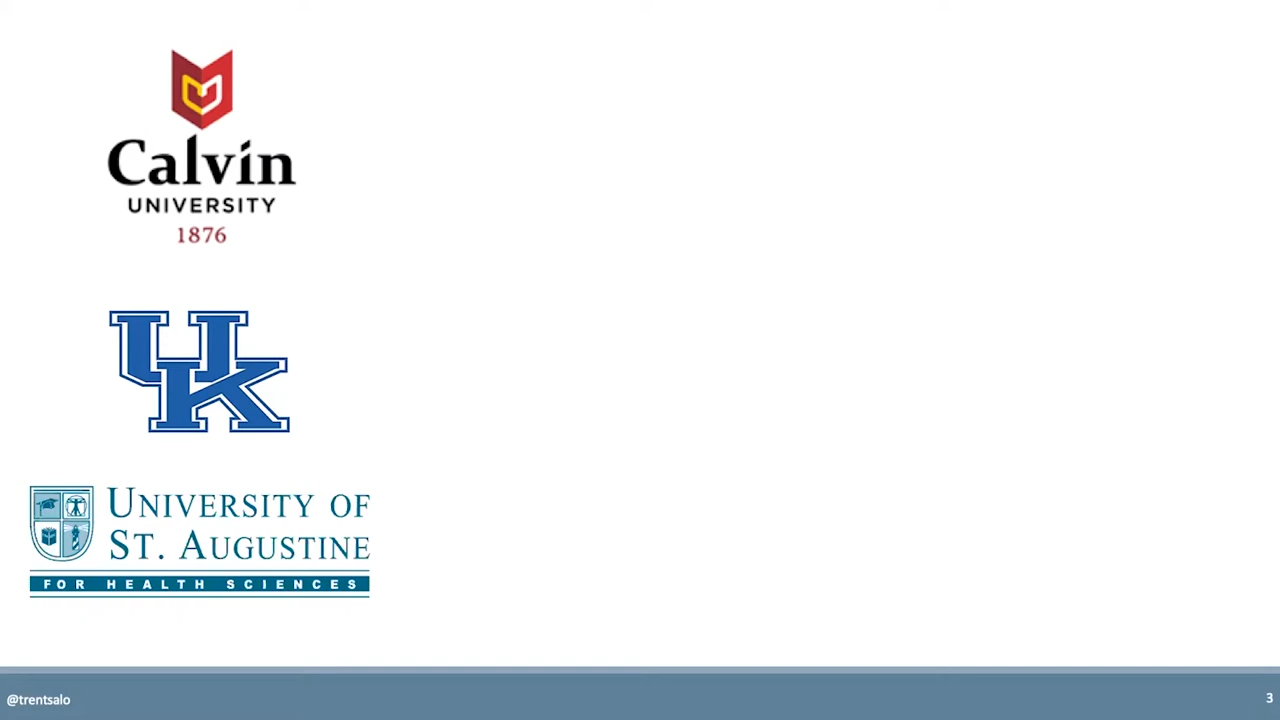 Calvin
UNIVERSITY
1876
UK
UNIVERSITY OF
ST. AUGUSTINE
FOR HEALTH SCIENCES
@trentsalo
3